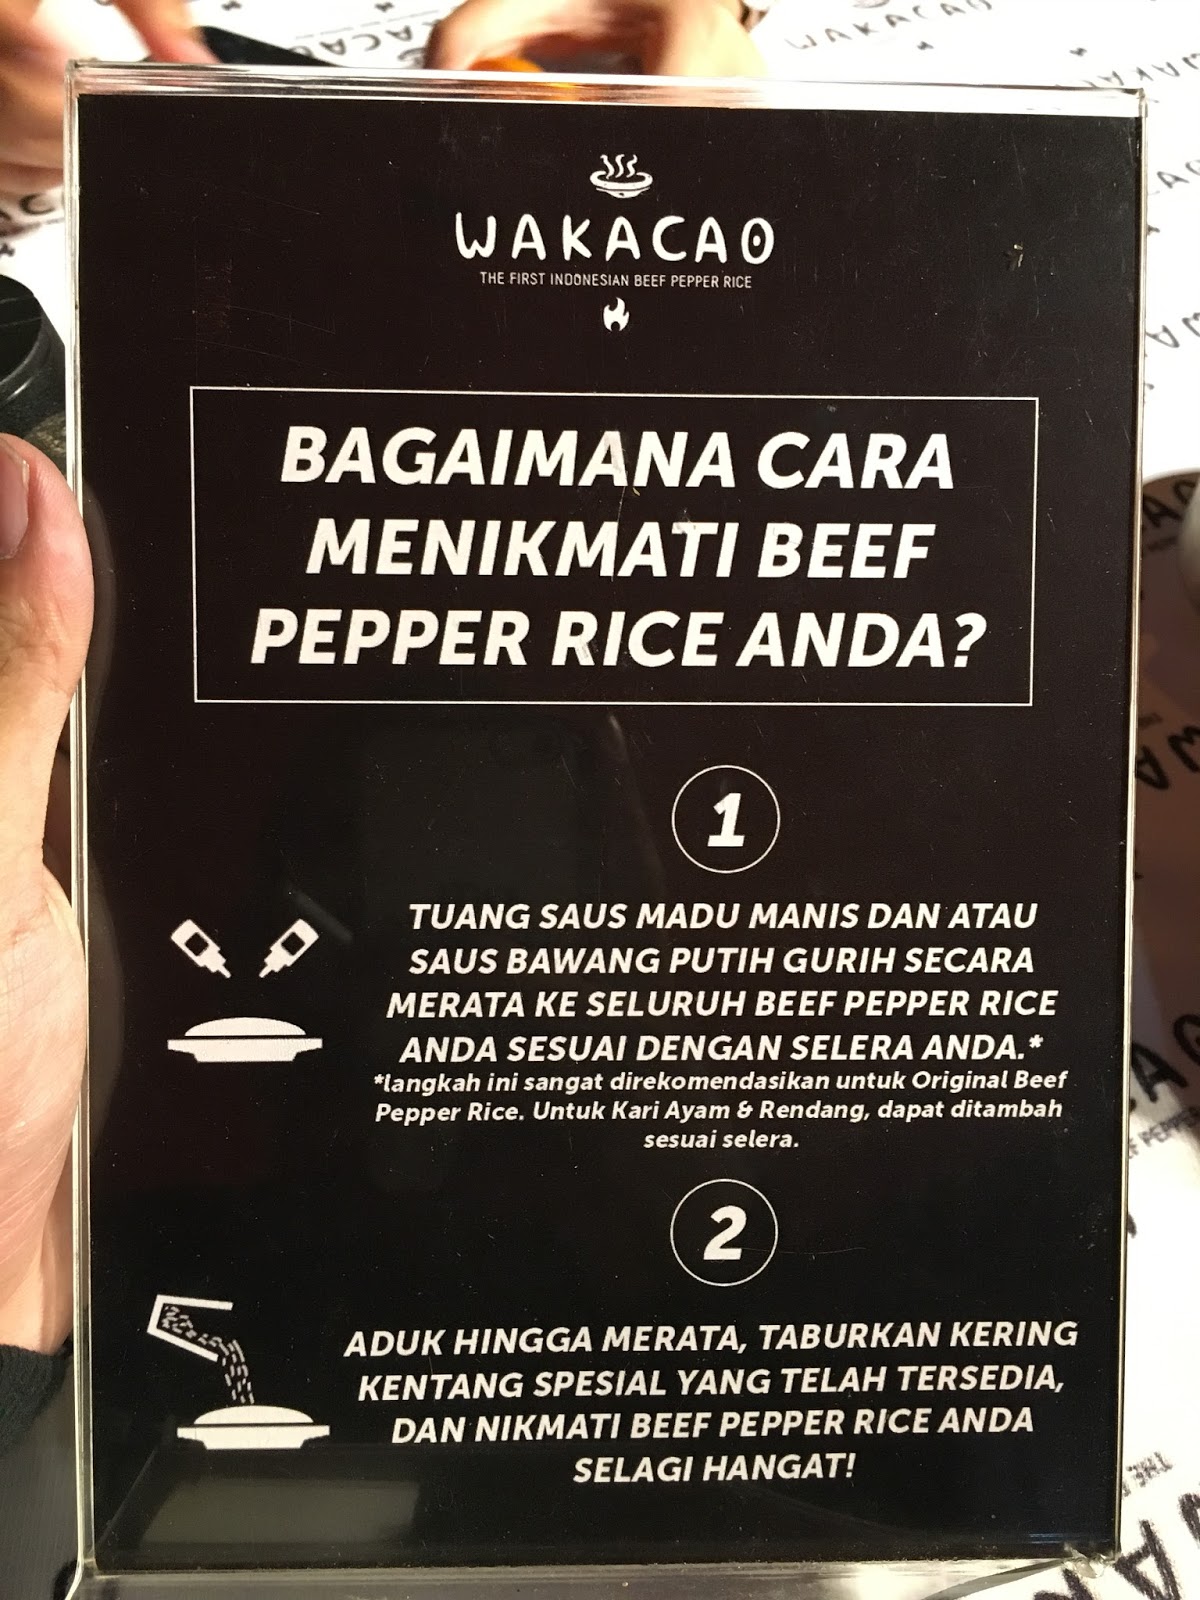 WAKACAO
THE FIRST INDONESIAN BEEF PEPPER RICE
BAGAIMANA CARA
MENIKMATI BEEF
PEPPER RICE ANDA?
1
TUANG SAUS MADU MANIS DAN ATAU
SAUS BAWANG PUTIH GURIH SECARA
MERATA KE SELURUH BEEF PEPPER RICE
ANDA SESUAI DENGAN SELERA ANDA.*
*langkah ini sangat direkomendasikan untuk Original Beef
Pepper Rice. Untuk Kari Ayam & Rendang, dapat ditambah
sesuai selera.
2
ADUK HINGGA MERATA, TABURKAN KERING
KENTANG SPESIAL YANG TELAH TERSEDIA,
DAN NIKMATI BEEF PEPPER RICE ANDA
SELAGI HANGAT!
WAKACAO